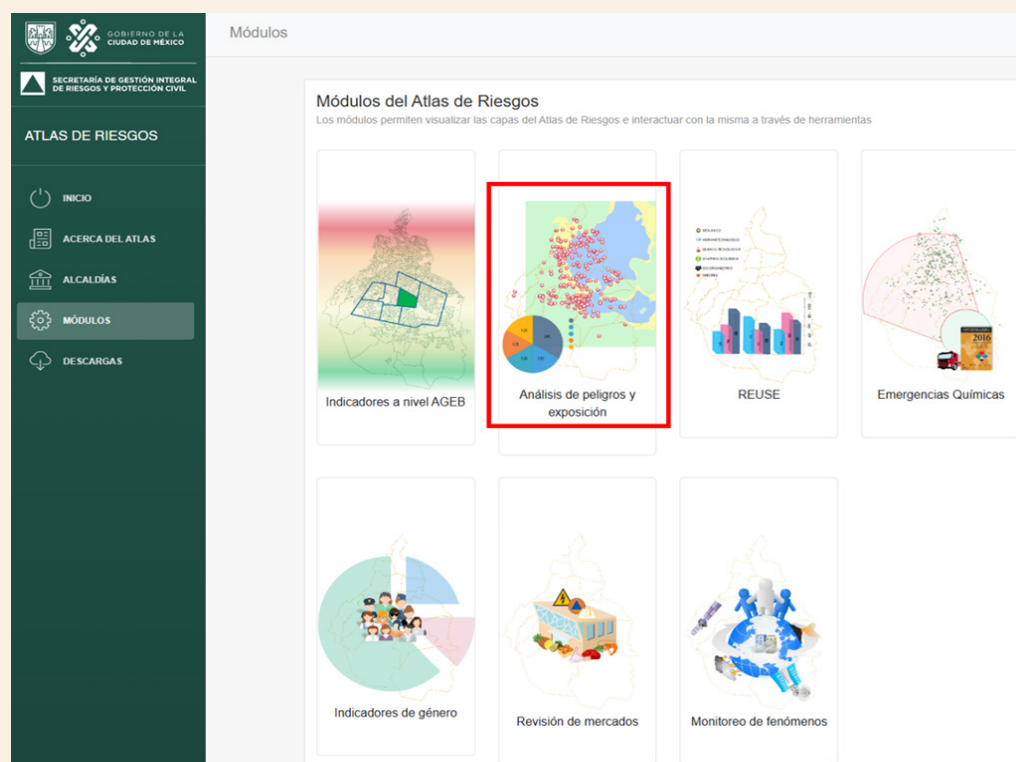 GOBIERNO DE LA
CIUDAD DE MÉXICO
SECRETARÍA DE GESTIÓN INTEGRAL
DE RIESGOS Y PROTECCIÓN CIVIL
ATLAS DE RIESGOS
INICIO
ACERCA DEL ATLAS
ALCALDÍAS
MÓDULOS
DESCARGAS
Módulos
Módulos del Atlas de Riesgos
Los módulos permiten visualizar las capas del Atlas de Riesgos e interactuar con la misma a través de herramientas
Indicadores a nivel AGEB
Análisis de peligros y
exposición
REUSE
2016
Emergencias Químicas
Indicadores de género
Revisión de mercados
Monitoreo de fenómenos